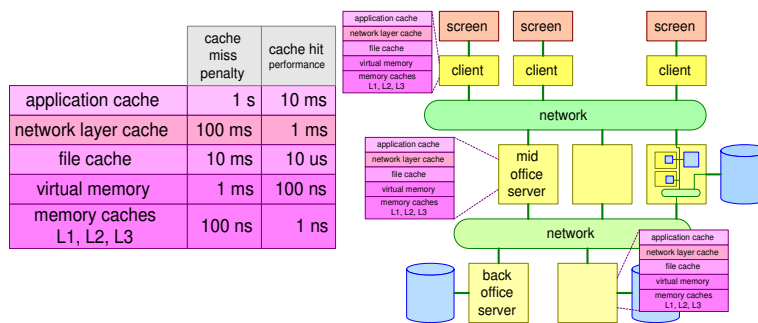 cache miss penalty
cache hit performance
application cache 1 s 10 ms
network layer cache 100 ms 1 ms
file cache 10 ms 10 us
virtual memory 1 ms 100 ns
memory caches L1, L2, L3 100 ns 1 ns
application cache
network layer cache
file cache
virtual memory
memory caches
L1, L2, L3
screen
screen
screen
client
client
client
network
application cache
network layer cache
file cache
virtual memory
memory caches
L1, L2, L3
mid
office
server
network
back
office
server
application cache
network layer cache
file cache
virtual memory
memory caches
L1, L2, L3